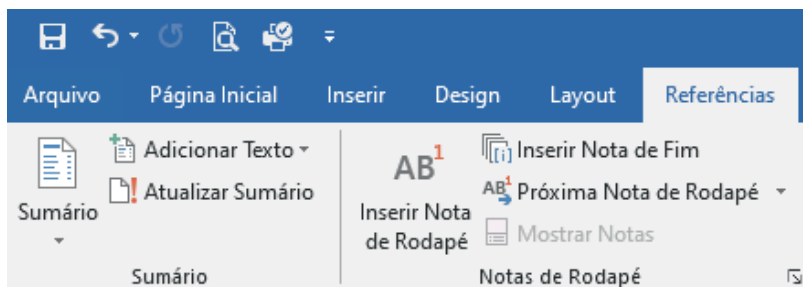 Arquivo Página Inicial Inserir Design Layout Referências
Sumário
Adicionar Texto
Atualizar Sumário
Sumário
AB1
Inserir Nota
de Rodapé
[i] Inserir Nota de Fim
AB1 Próxima Nota de Rodapé
Mostrar Notas
Notas de Rodapé